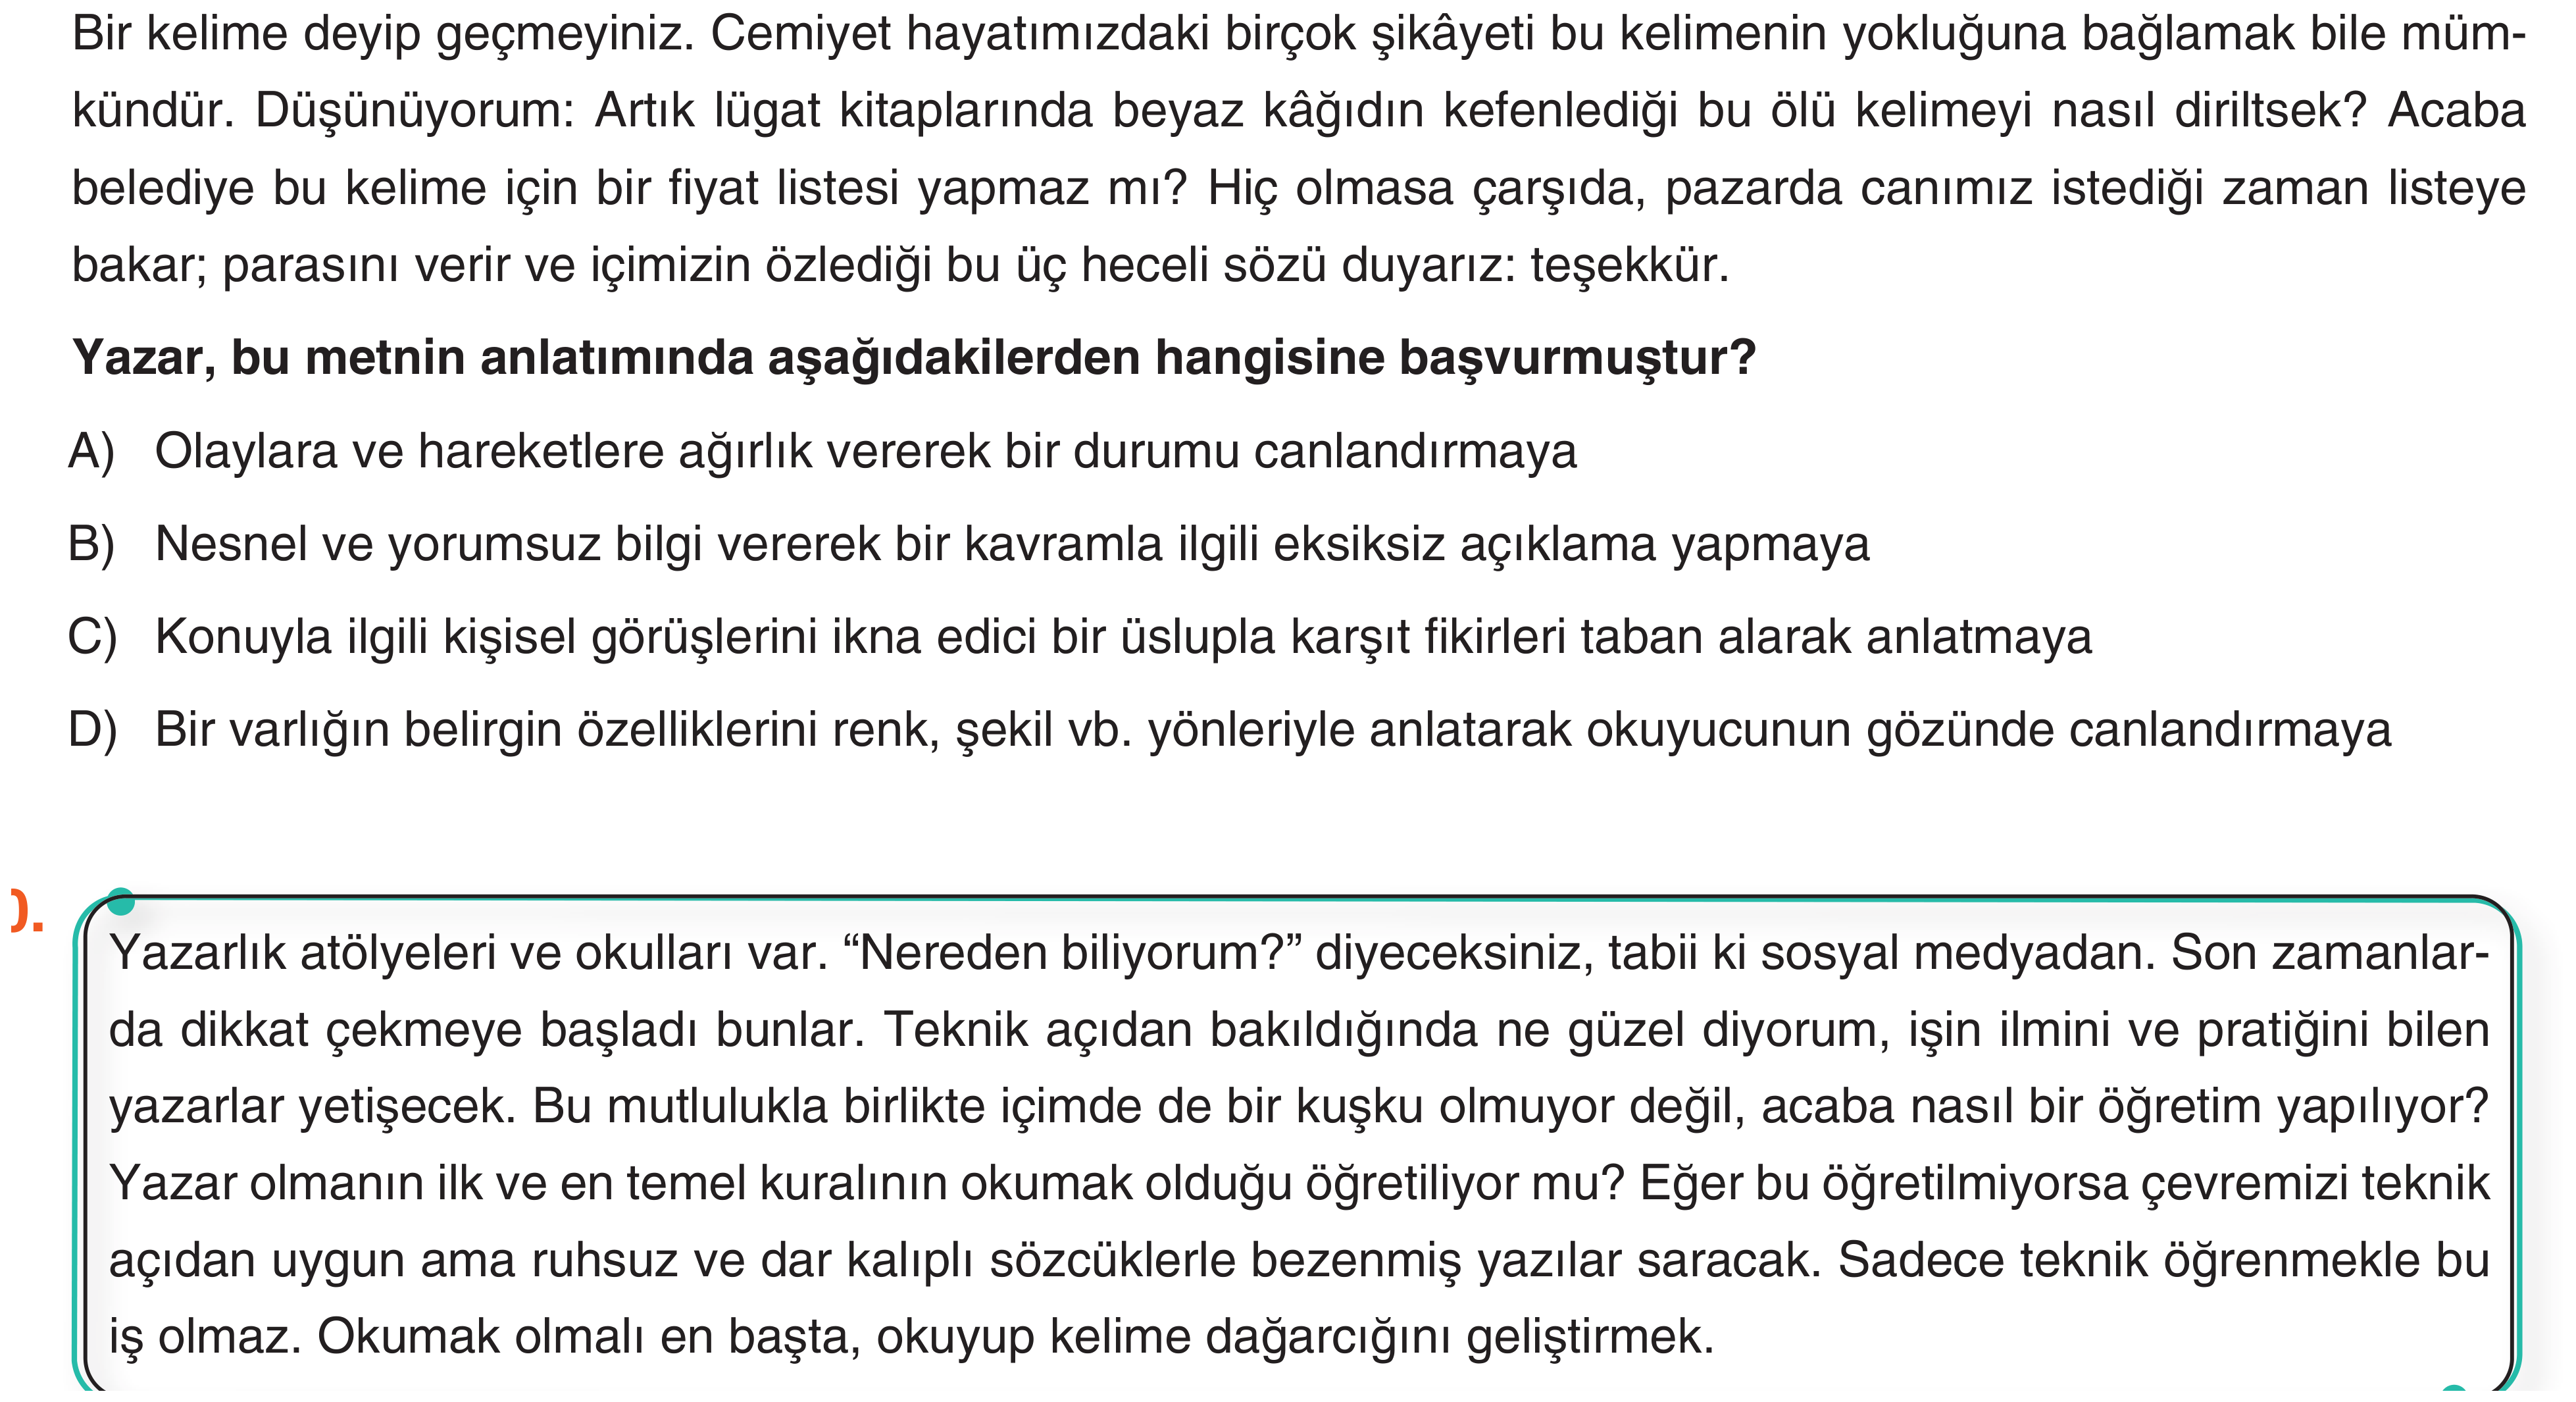 Bir kelime deyip geçmeyiniz. Cemiyet hayatımızdaki birçok şikâyeti bu kelimenin yokluğuna bağlamak bile müm-
kündür. Düşünüyorum: Artık lügat kitaplarında beyaz kâğıdın kefenlediği bu ölü kelimeyi nasıl diriltsek? Acaba
belediye bu kelime için bir fiyat listesi yapmaz mı? Hiç olmasa çarşıda, pazarda canımız istediği zaman listeye
bakar; parasını verir ve içimizin özlediği bu üç heceli sözü duyarız: teşekkür.
Yazar, bu metnin anlatımında aşağıdakilerden hangisine başvurmuştur?
A) Olaylara ve hareketlere ağırlık vererek bir durumu canlandırmaya
B) Nesnel ve yorumsuz bilgi vererek bir kavramla ilgili eksiksiz açıklama yapmaya
C) Konuyla ilgili kişisel görüşlerini ikna edici bir üslupla karşıt fikirleri taban alarak anlatmaya
D) Bir varlığın belirgin özelliklerini renk, şekil vb. yönleriyle anlatarak okuyucunun gözünde canlandırmaya
Yazarlık atölyeleri ve okulları var. “Nereden biliyorum?” diyeceksiniz, tabii ki sosyal medyadan. Son zamanlar-
da dikkat çekmeye başladı bunlar. Teknik açıdan bakıldığında ne güzel diyorum, işin ilmini ve pratiğini bilen
yazarlar yetişecek. Bu mutlulukla birlikte içimde de bir kuşku olmuyor değil, acaba nasıl bir öğretim yapılıyor?
Yazar olmanın ilk ve en temel kuralının okumak olduğu öğretiliyor mu? Eğer bu öğretilmiyorsa çevremizi teknik
açıdan uygun ama ruhsuz ve dar kalıplı sözcüklerle bezenmiş yazılar saracak. Sadece teknik öğrenmekle bu
iş olmaz. Okumak olmalı en başta, okuyup kelime dağarcığını geliştirmek.